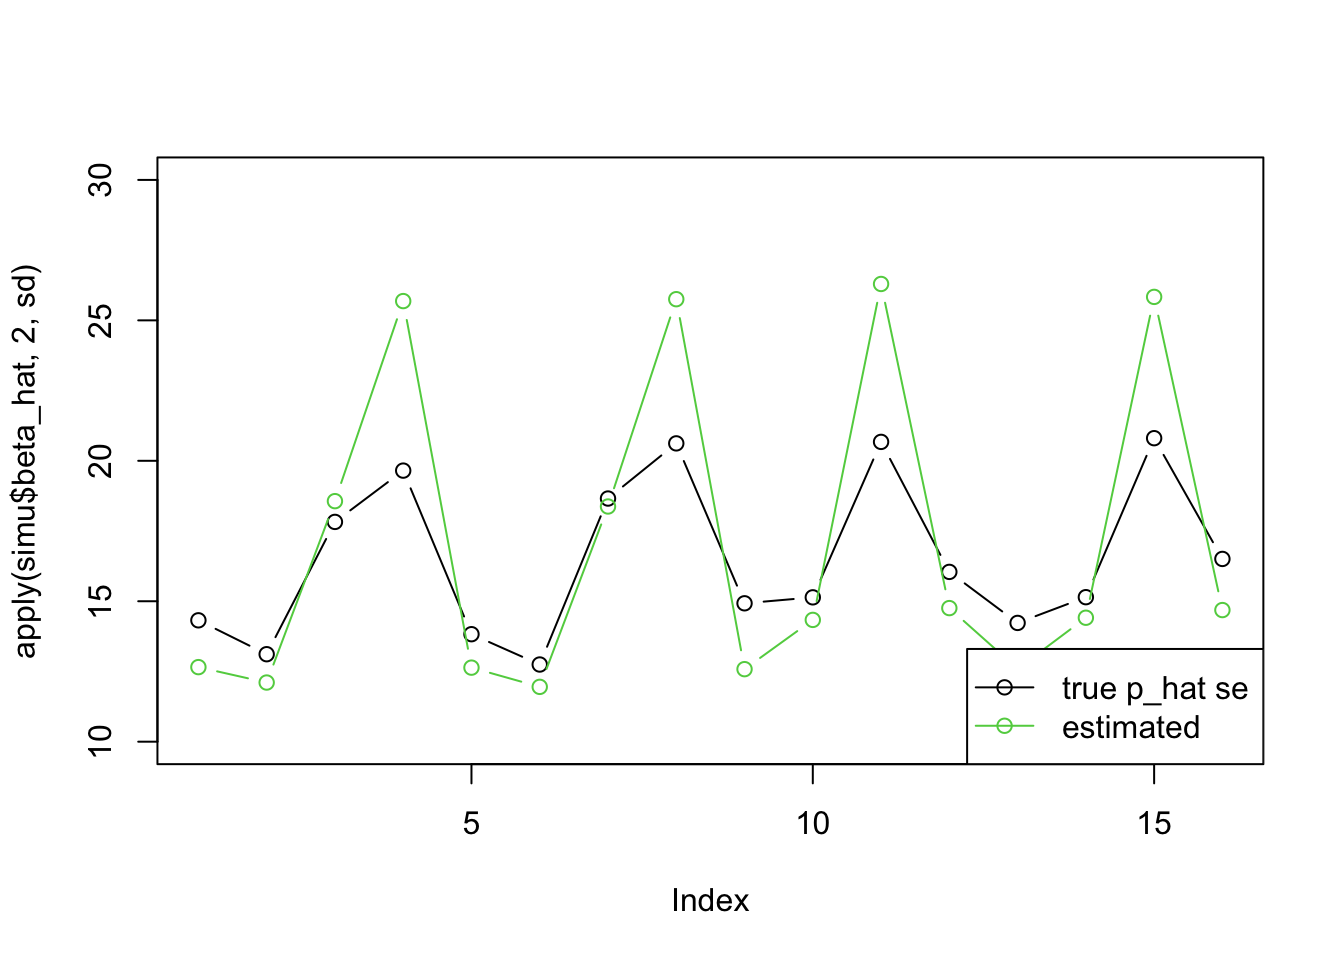 30
25
20
15
10
apply(simu$beta_hat, 2, sd)
true p_hat se
estimated
5
10
15
Index